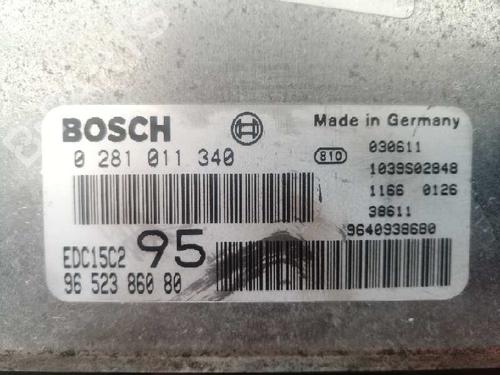 BOSCH
Made in Germany
0 281 011 340
810
030611
1039S02848
1166 0126
38611
9640938680
EDC15C2 95
96 523 860 80